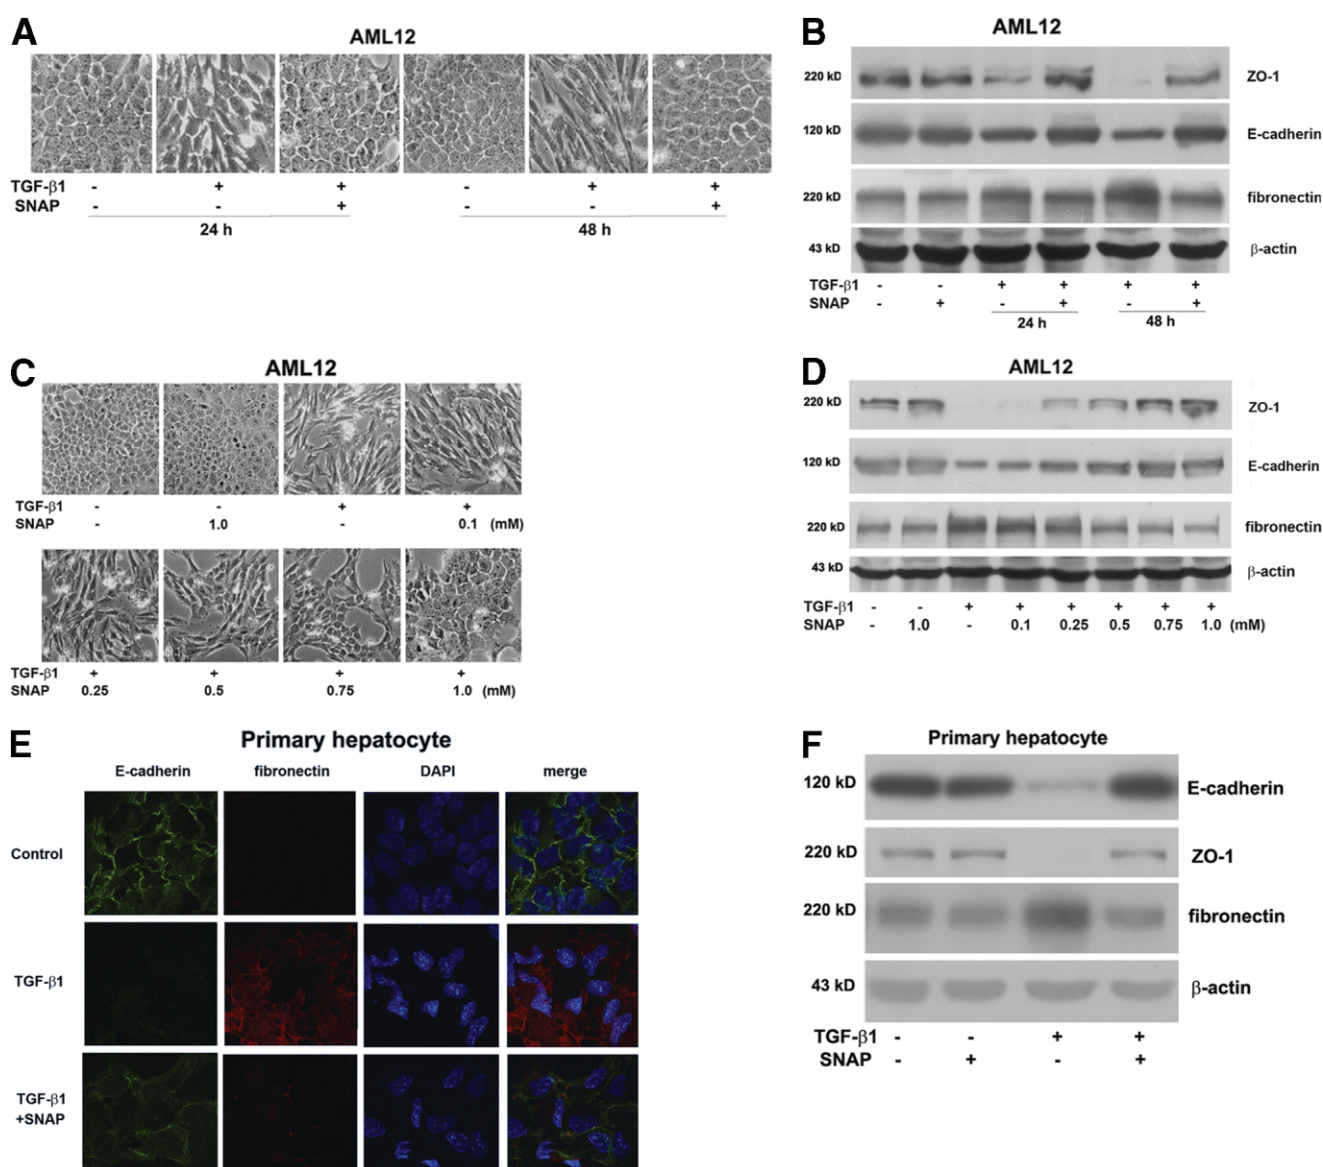 A
AML12
TGF-β1 - + + - + +
SNAP - - + - - +
24 h 48 h
B
AML12
220 kD ZO-1
120 kD E-cadherin
220 kD fibronectin
43 kD β-actin
TGF-β1 - - + + + +
SNAP - + - + - +
24 h 48 h
C
AML12
TGF-β1 - - + +
SNAP - 1.0 - 0.1 (mM)
TGF-β1 + + + +
SNAP 0.25 0.5 0.75 1.0 (mM)
D
AML12
220 kD ZO-1
120 kD E-cadherin
220 kD fibronectin
43 kD β-actin
TGF-β1 - - + + + + + +
SNAP - 1.0 - 0.1 0.25 0.5 0.75 1.0 (mM)
E
Primary hepatocyte
E-cadherin fibronectin DAPI merge
Control
TGF-β1
TGF-β1
+SNAP
F
Primary hepatocyte
120 kD E-cadherin
220 kD ZO-1
220 kD fibronectin
43 kD β-actin
TGF-β1 - - + +
SNAP - + - +